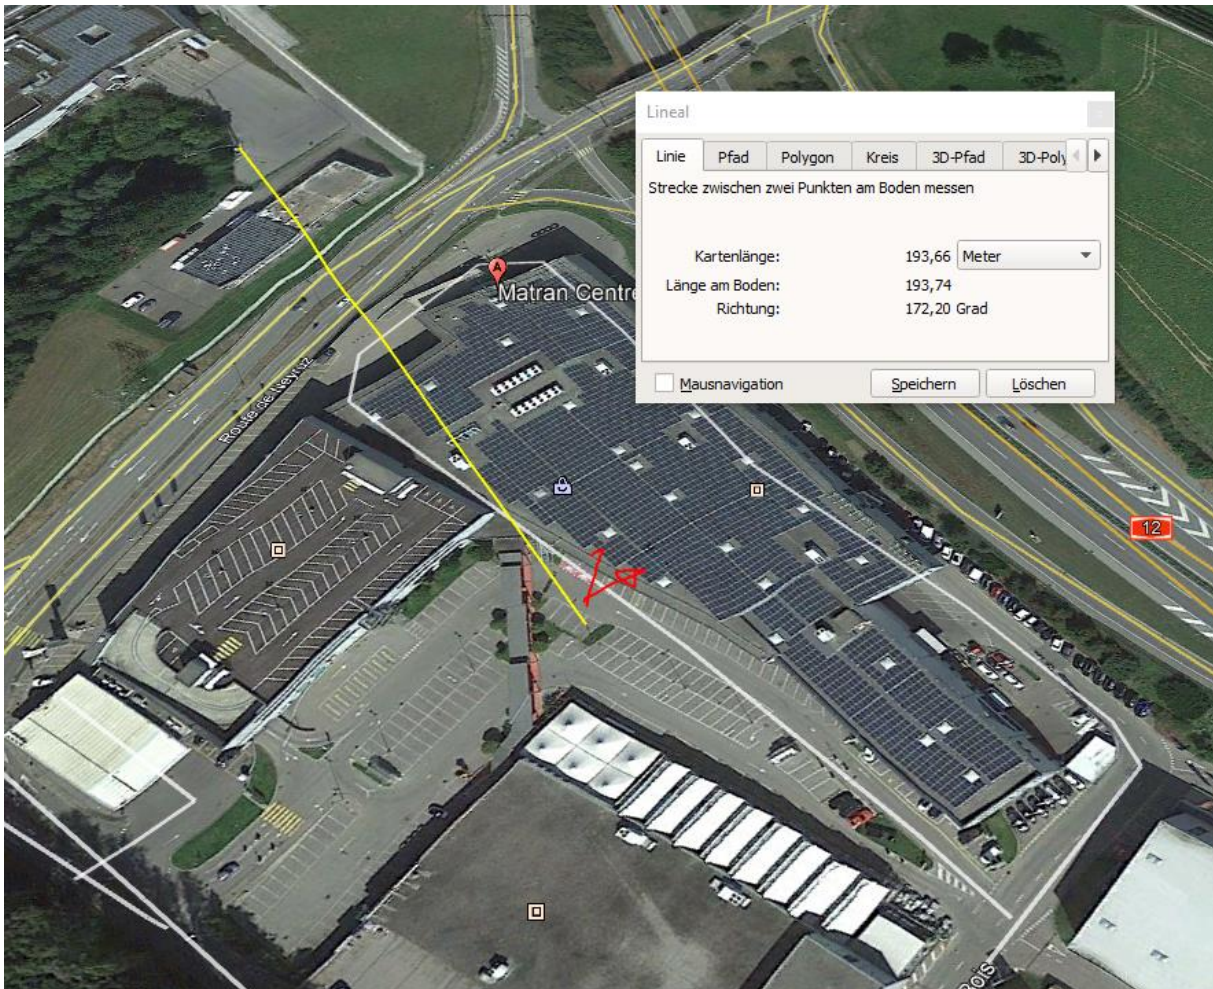 Lineal
Linie Pfad Polygon Kreis 3D-Pfad 3D-Poly
Strecke zwischen zwei Punkten am Boden messen
Kartenlänge: 193,66 Meter
Länge am Boden: 193,74
Richtung: 172,20 Grad
Mausnavigation Speichern Löschen
A
Matran Centre
Route de Neyruz
12
Bois